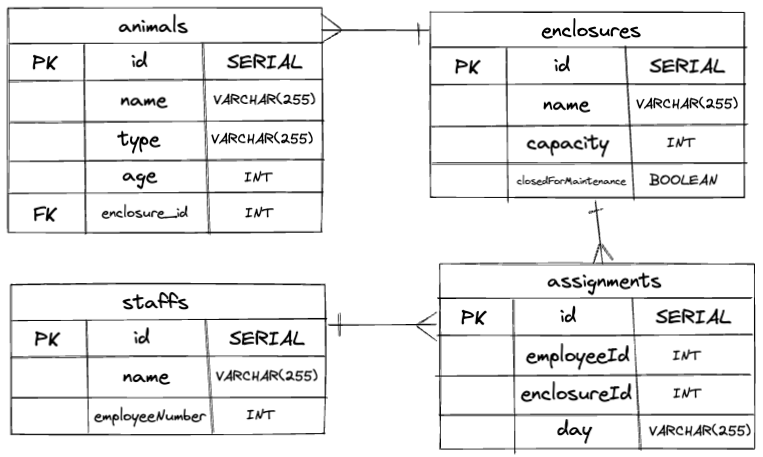 animals
PK id SERIAL
name VARCHAR(255)
type VARCHAR(255)
age INT
FK enclosure_id INT
enclosures
PK id SERIAL
name VARCHAR(255)
capacity INT
closedForMaintenance BOOLEAN
staffs
PK id SERIAL
name VARCHAR(255)
employeeNumber INT
assignments
PK id SERIAL
employeeId INT
enclosureId INT
day VARCHAR(255)